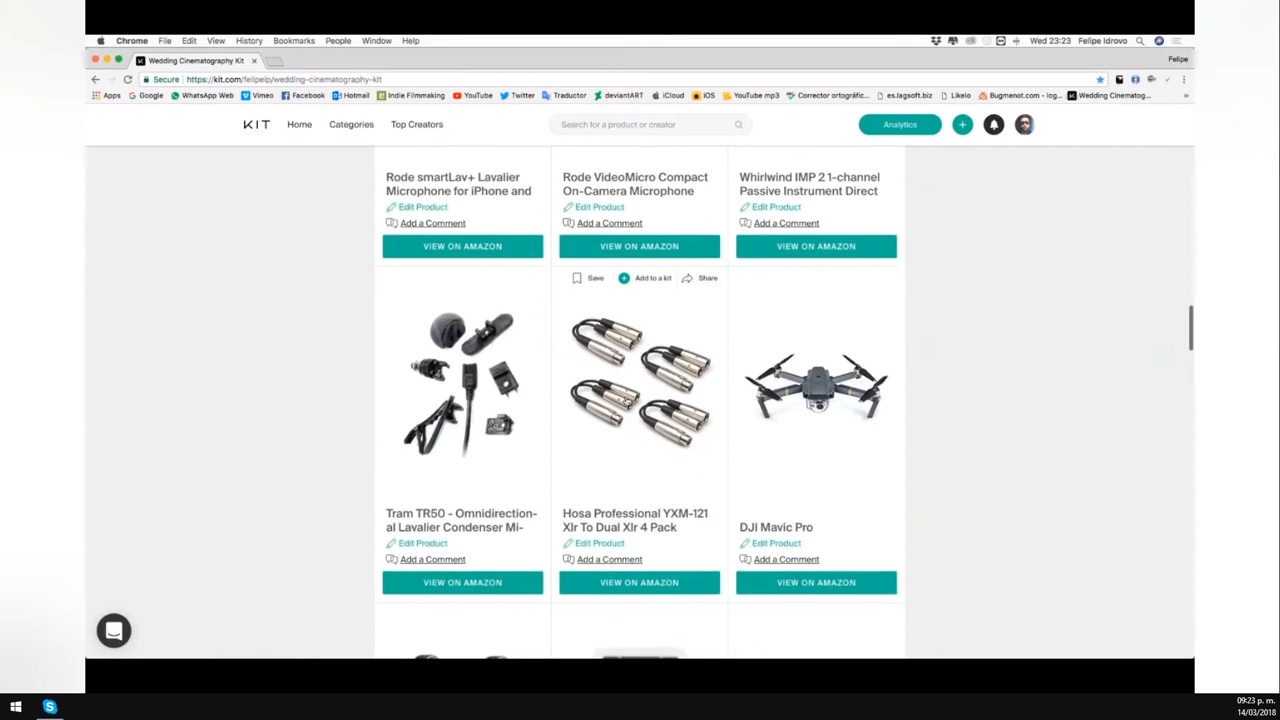 Chrome File Edit View History Bookmarks People Window Help Wed 23:23 Felipe Idrovo
Wedding Cinematography Kit Felipe
Secure https://kit.com/felipeip/wedding-cinematography-kit
Apps Google WhatsApp Web Vimeo Facebook Hotmail Indie Filmmaking YouTube Twitter Traductor deviantART iCloud iOS YouTube mp3 Corrector ortográfic... es.lagsoft.biz Likelo Bugmenot.com - log... Wedding Cinematog...
KIT Home Categories Top Creators Search for a product or creator Analytics
Rode smartLav+ Lavalier
Microphone for iPhone and
Edit Product
Add a Comment
VIEW ON AMAZON
Rode VideoMicro Compact
On-Camera Microphone
Edit Product
Add a Comment
VIEW ON AMAZON
Whirlwind IMP 2 1-channel
Passive Instrument Direct
Edit Product
Add a Comment
VIEW ON AMAZON
Tram TR50 - Omnidirection-
al Lavalier Condenser Mi-
Edit Product
Add a Comment
VIEW ON AMAZON
Save Add to a kit Share
Hosa Professional YXM-121
Xlr To Dual Xlr 4 Pack
Edit Product
Add a Comment
VIEW ON AMAZON
DJI Mavic Pro
Edit Product
Add a Comment
VIEW ON AMAZON
09:23 p. m.
14/03/2018